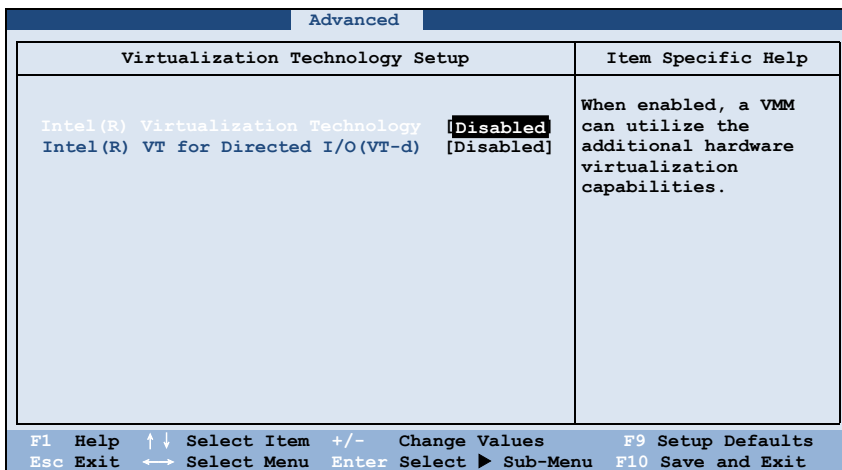 Advanced
Virtualization Technology Setup
Item Specific Help
Intel(R) Virtualization Technology [Disabled]
Intel(R) VT for Directed I/O(VT-d) [Disabled]
When enabled, a VMM
can utilize the
additional hardware
virtualization
capabilities.
F1 Help ↑↓ Select Item +/- Change Values F9 Setup Defaults
Esc Exit ←→ Select Menu Enter Select ▶ Sub-Menu F10 Save and Exit